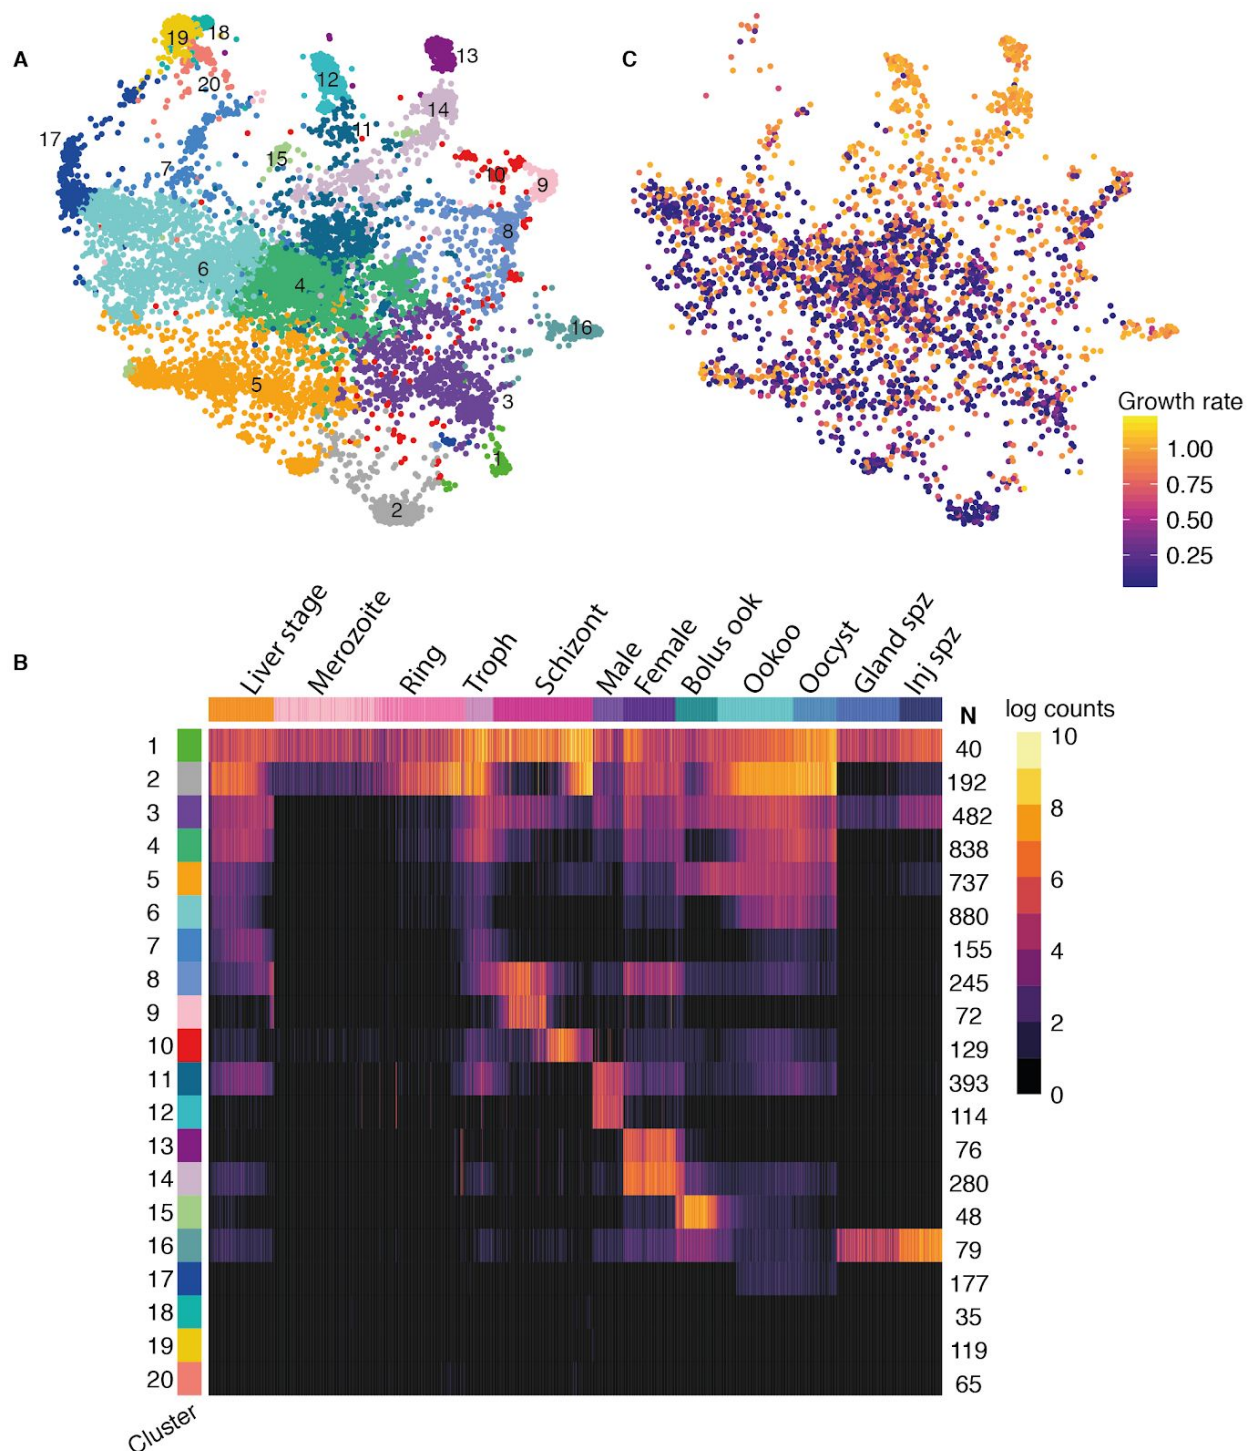 A
19
18
20
12
13
14
11
17
7
15
10
9
8
6
4
16
5
3
1
2
C
Growth rate
1.00
0.75
0.50
0.25
B
Liver stage
Merozoite
Ring
Troph
Schizont
Male
Female
Bolus ook
Ookoo
Oocyst
Gland spz
Inj spz
N
log counts
10
8
6
4
2
0
1 40
2 192
3 482
4 838
5 737
6 880
7 155
8 245
9 72
10 129
11 393
12 114
13 76
14 280
15 48
16 79
17 177
18 35
19 119
20 65
Cluster